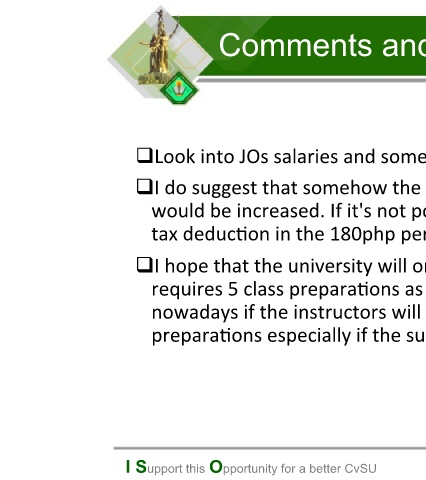 Comments and
❑Look into JOs salaries and some
❑I do suggest that somehow the
would be increased. If it's not po
tax deduction in the 180php per
❑I hope that the university will on
requires 5 class preparations as
nowadays if the instructors will
preparations especially if the su
I Support this Opportunity for a better CvSU